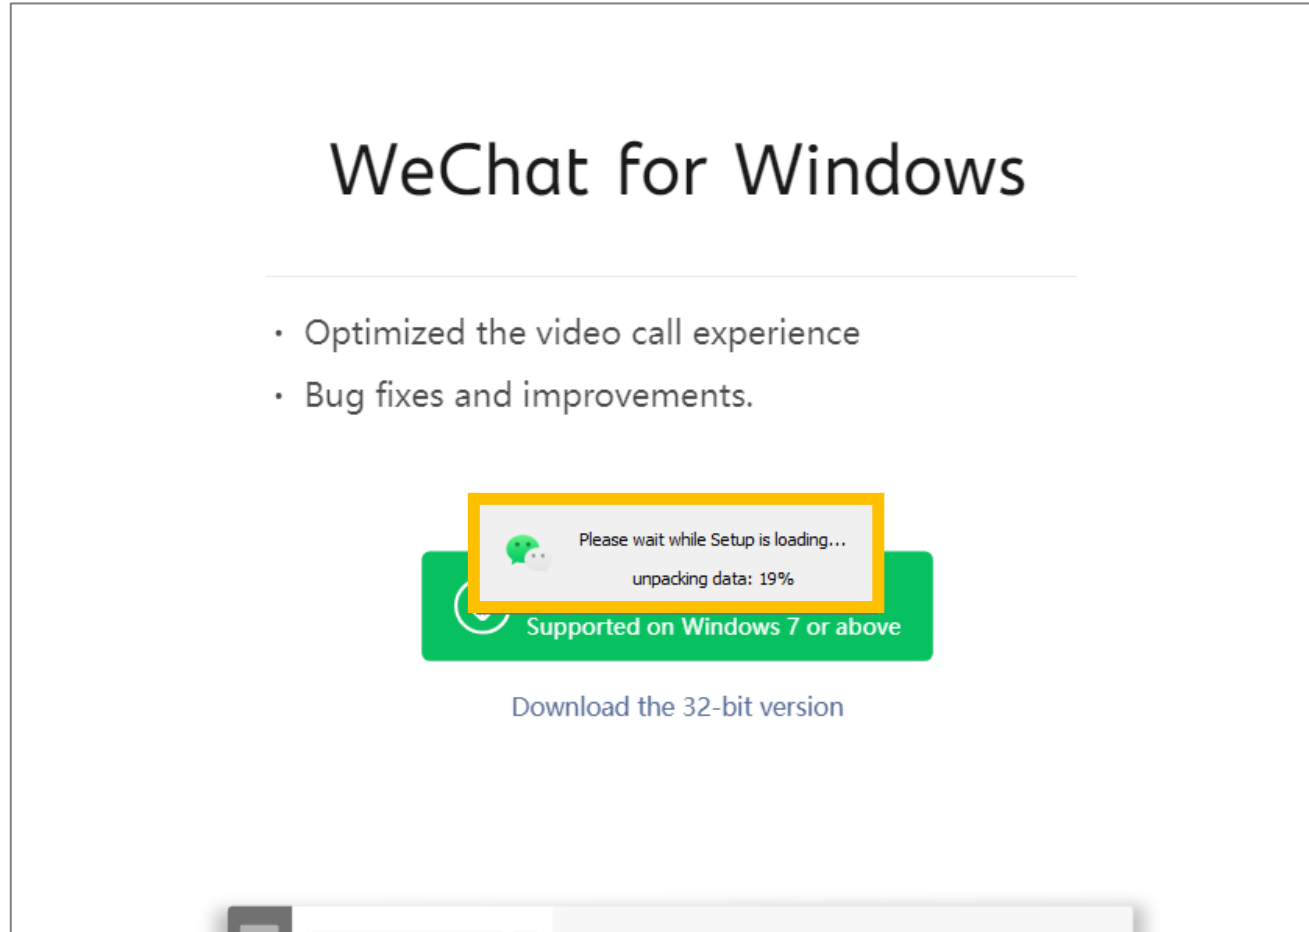 WeChat for Windows
• Optimized the video call experience
• Bug fixes and improvements.
Please wait while Setup is loading...
unpacking data: 19%
Supported on Windows 7 or above
Download the 32-bit version